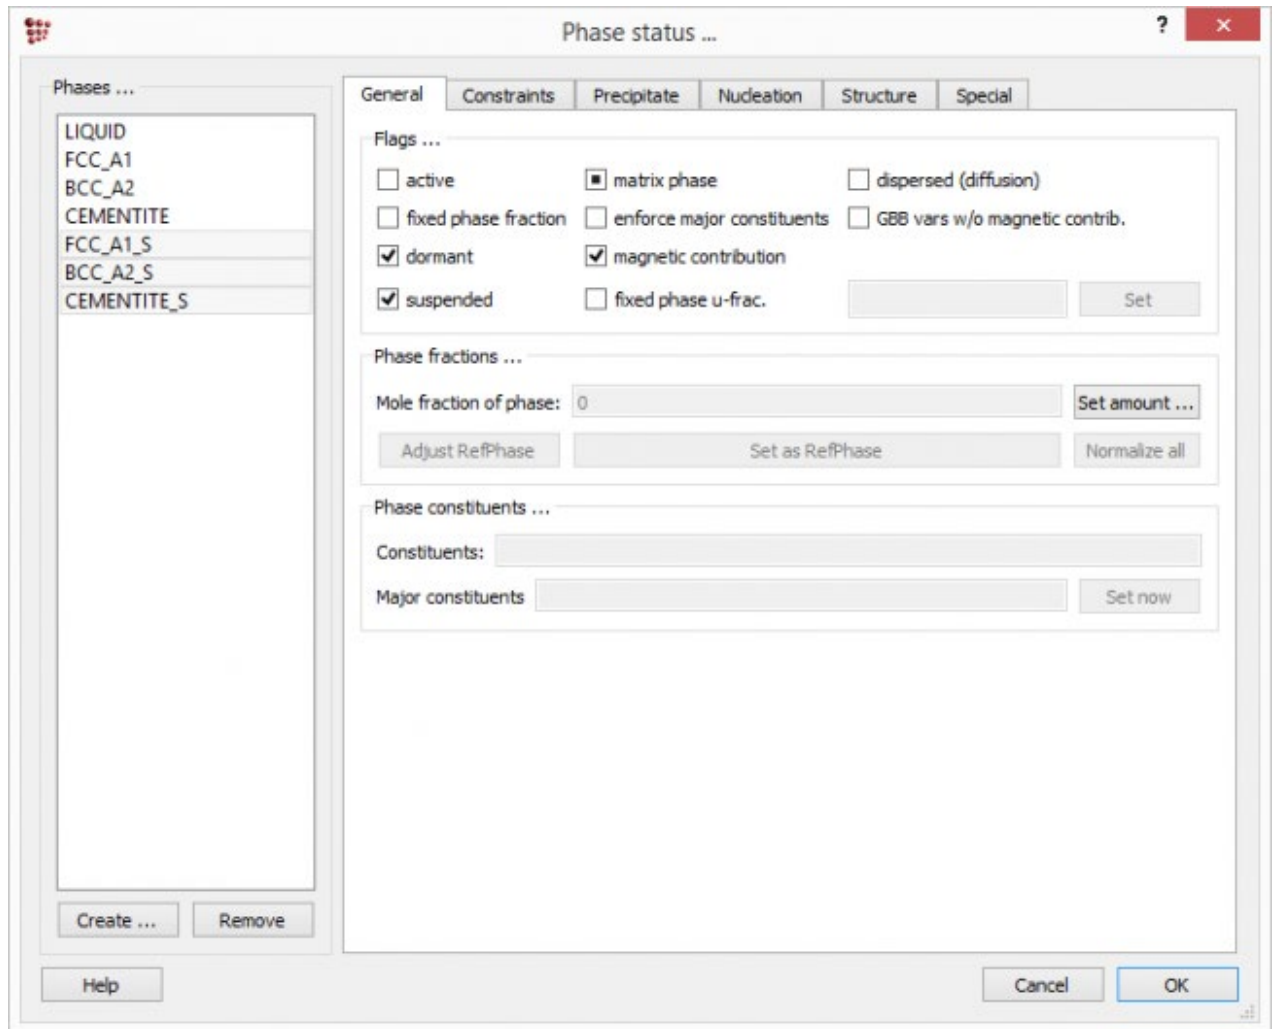 Phase status ...
?
Phases ...
LIQUID
FCC_A1
BCC_A2
CEMENTITE
FCC_A1_S
BCC_A2_S
CEMENTITE_S
Create ...
Remove
General
Constraints
Precipitate
Nucleation
Structure
Special
Flags ...
active
matrix phase
dispersed (diffusion)
fixed phase fraction
enforce major constituents
GBB vars w/o magnetic contrib.
dormant
magnetic contribution
suspended
fixed phase u-frac.
Set
Phase fractions ...
Mole fraction of phase:
0
Set amount ...
Adjust RefPhase
Set as RefPhase
Normalize all
Phase constituents ...
Constituents:
Major constituents
Set now
Help
Cancel
OK